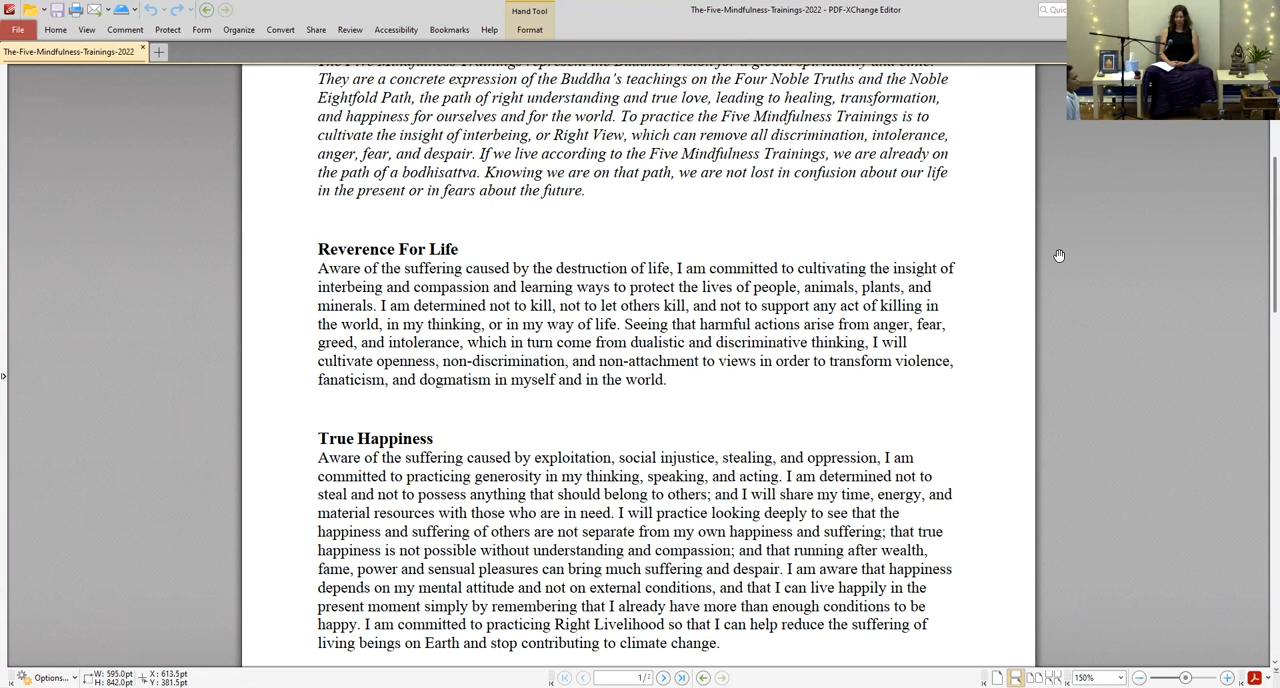 Hand Tool
The-Five-Mindfulness-Trainings-2022 - PDF-XChange Editor
File
Home
View
Comment
Protect
Form
Organize
Convert
Share
Review
Accessibility
Bookmarks
Help
Format
The-Five-Mindfulness-Trainings-2022
They are a concrete expression of the Buddha's teachings on the Four Noble Truths and the Noble
Eightfold Path, the path of right understanding and true love, leading to healing, transformation,
and happiness for ourselves and for the world. To practice the Five Mindfulness Trainings is to
cultivate the insight of interbeing, or Right View, which can remove all discrimination, intolerance,
anger, fear, and despair. If we live according to the Five Mindfulness Trainings, we are already on
the path of a bodhisattva. Knowing we are on that path, we are not lost in confusion about our life
in the present or in fears about the future.
Reverence For Life
Aware of the suffering caused by the destruction of life, I am committed to cultivating the insight of
interbeing and compassion and learning ways to protect the lives of people, animals, plants, and
minerals. I am determined not to kill, not to let others kill, and not to support any act of killing in
the world, in my thinking, or in my way of life. Seeing that harmful actions arise from anger, fear,
greed, and intolerance, which in turn come from dualistic and discriminative thinking, I will
cultivate openness, non-discrimination, and non-attachment to views in order to transform violence,
fanaticism, and dogmatism in myself and in the world.
True Happiness
Aware of the suffering caused by exploitation, social injustice, stealing, and oppression, I am
committed to practicing generosity in my thinking, speaking, and acting. I am determined not to
steal and not to possess anything that should belong to others; and I will share my time, energy, and
material resources with those who are in need. I will practice looking deeply to see that the
happiness and suffering of others are not separate from my own happiness and suffering; that true
happiness is not possible without understanding and compassion; and that running after wealth,
fame, power and sensual pleasures can bring much suffering and despair. I am aware that happiness
depends on my mental attitude and not on external conditions, and that I can live happily in the
present moment simply by remembering that I already have more than enough conditions to be
happy. I am committed to practicing Right Livelihood so that I can help reduce the suffering of
living beings on Earth and stop contributing to climate change.
Options...
W: 595.0pt
H: 842.0pt
X: 613.5pt
Y: 381.5pt
1/2
150%